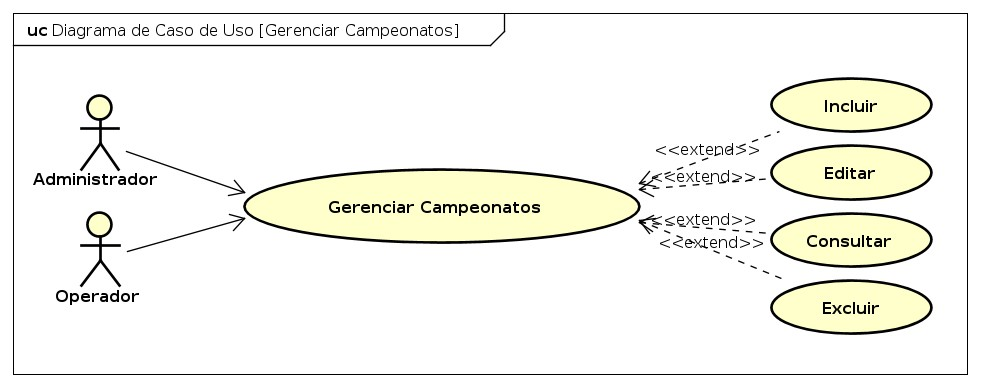 uc Diagrama de Caso de Uso [Gerenciar Campeonatos]
Incluir
<<extend>>
Administrador
<<extend>>
Editar
Gerenciar Campeonatos
<<extend>>
Consultar
<<extend>>
Operador
Excluir